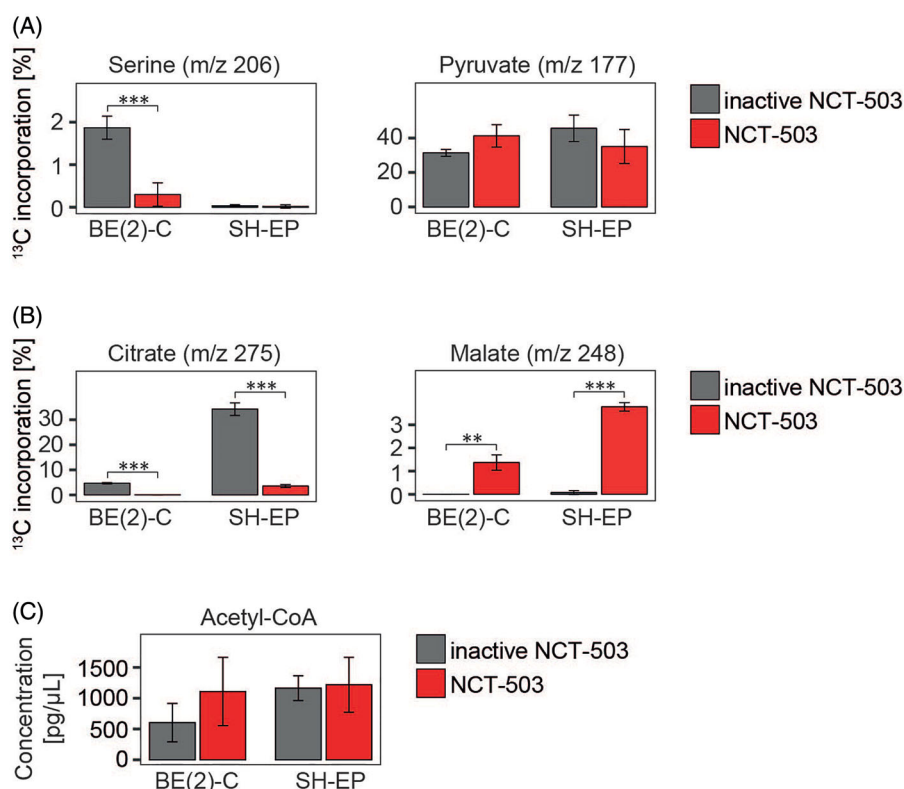 (A)
Serine (m/z 206)
Pyruvate (m/z 177)
¹³C incorporation [%]
2
1
0
***
BE(2)-C
SH-EP
40
20
0
BE(2)-C
SH-EP
inactive NCT-503
NCT-503
(B)
Citrate (m/z 275)
Malate (m/z 248)
¹³C incorporation [%]
30
10
0
***
***
BE(2)-C
SH-EP
3
2
1
0
**
***
BE(2)-C
SH-EP
inactive NCT-503
NCT-503
(C)
Acetyl-CoA
Concentration
[pg/µL]
1500
1000
500
0
BE(2)-C
SH-EP
inactive NCT-503
NCT-503